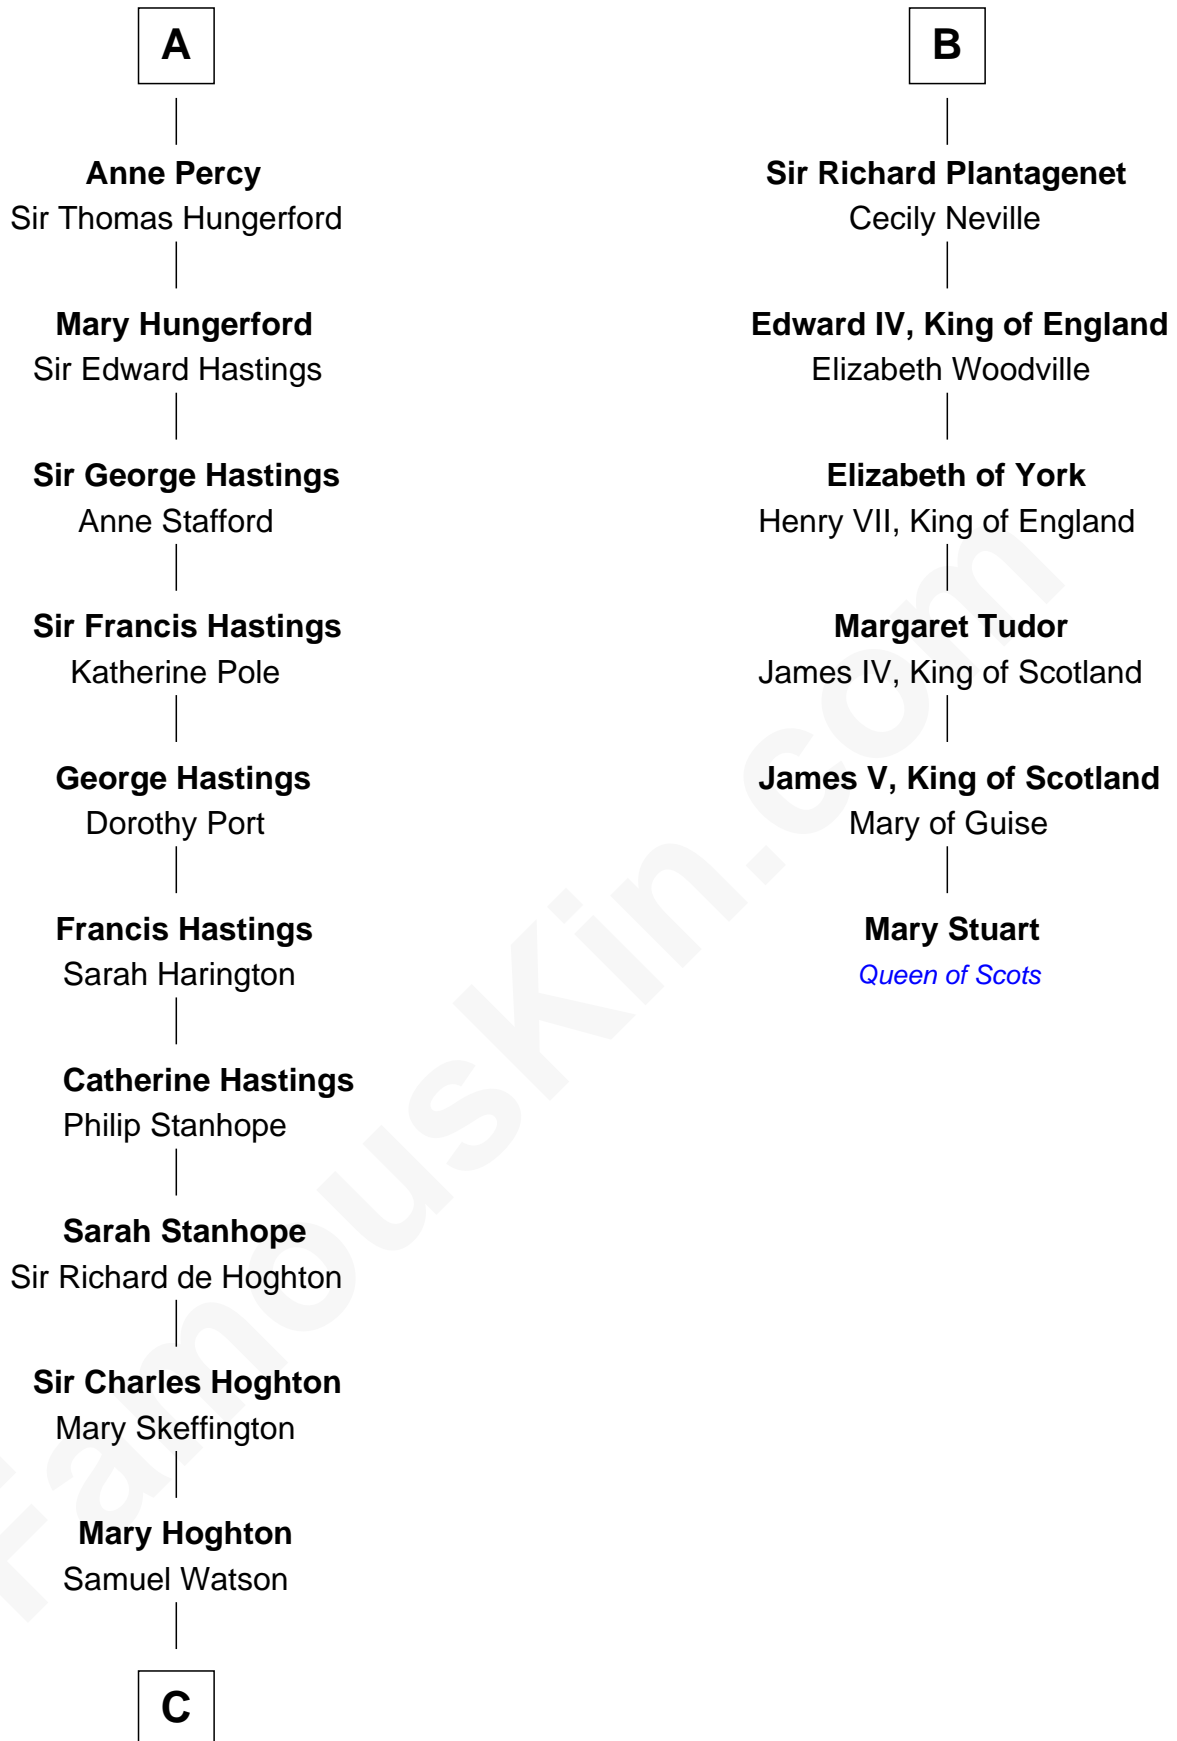 A
Anne Percy
Sir Thomas Hungerford
Mary Hungerford
Sir Edward Hastings
Sir George Hastings
Anne Stafford
Sir Francis Hastings
Katherine Pole
George Hastings
Dorothy Port
Francis Hastings
Sarah Harington
Catherine Hastings
Philip Stanhope
Sarah Stanhope
Sir Richard de Hoghton
Sir Charles Hoghton
Mary Skeffington
Mary Hoghton
Samuel Watson
C
B
Sir Richard Plantagenet
Cecily Neville
Edward IV, King of England
Elizabeth Woodville
Elizabeth of York
Henry VII, King of England
Margaret Tudor
James IV, King of Scotland
James V, King of Scotland
Mary of Guise
Mary Stuart
Queen of Scots
FamousKin.com